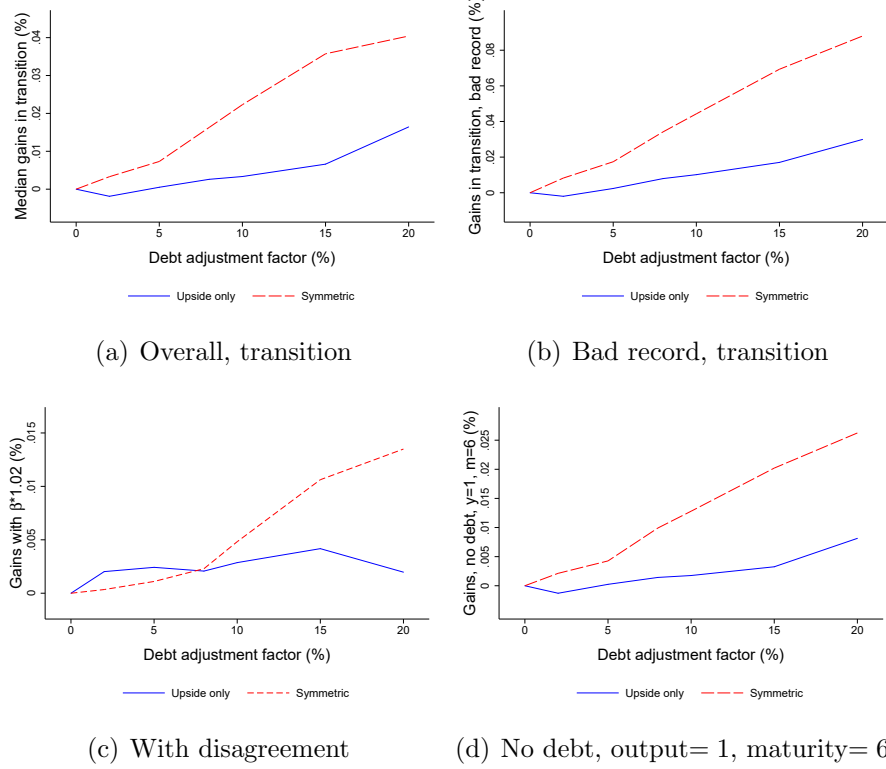 Median gains in transition (%)
.04
.03
.02
.01
0
0 5 10 15 20
Debt adjustment factor (%)
Upside only Symmetric
(a) Overall, transition
Gains in transition, bad record (%)
.08
.06
.04
.02
0
0 5 10 15 20
Debt adjustment factor (%)
Upside only Symmetric
(b) Bad record, transition
Gains with β*1.02 (%)
.015
.01
.005
0
0 5 10 15 20
Debt adjustment factor (%)
Upside only Symmetric
(c) With disagreement
Gains, no debt, y=1, m=6 (%)
.025
.02
.015
.01
.005
0
0 5 10 15 20
Debt adjustment factor (%)
Upside only Symmetric
(d) No debt, output= 1, maturity= 6